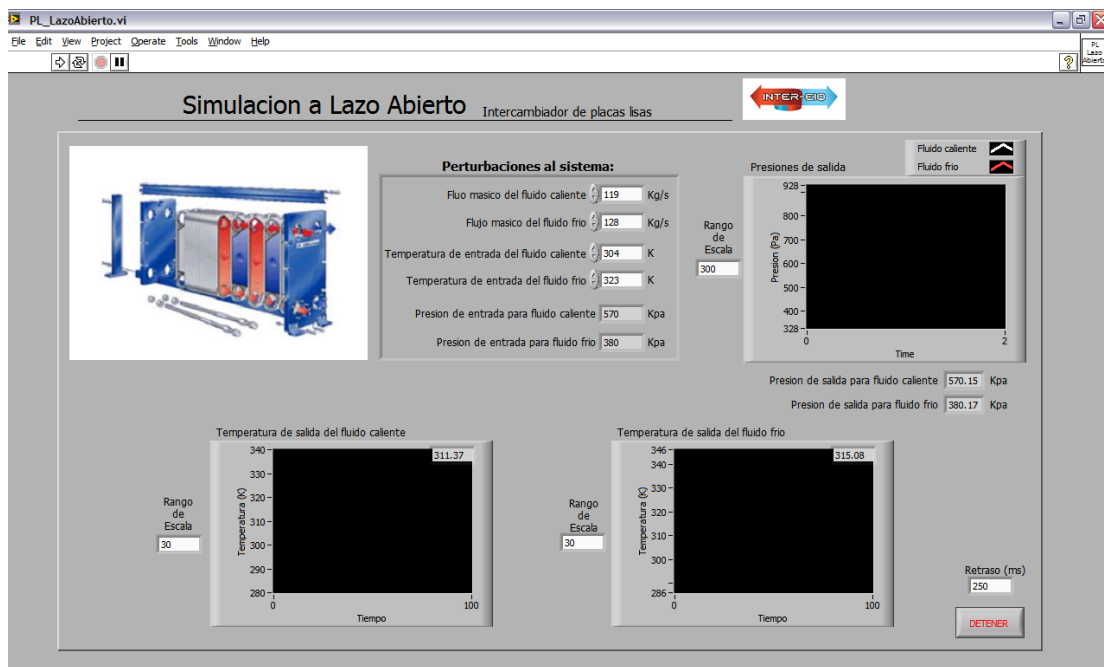 PL_LazoAbierto.vi
File Edit View Project Operate Tools Window Help
PL
Lazo
Abierto
Simulacion a Lazo Abierto Intercambiador de placas lisas
INTER-CIO
Perturbaciones al sistema:
Fluo masico del fluido caliente 119 Kg/s
Flujo masico del fluido frio 128 Kg/s
Temperatura de entrada del fluido caliente 304 K
Temperatura de entrada del fluido frio 323 K
Presion de entrada para fluido caliente 570 Kpa
Presion de entrada para fluido frio 380 Kpa
Rango
de
Escala
300
Presiones de salida
Fluido caliente
Fluido frio
928
800
700
600
500
400
328
Presion (Pa)
0 2
Time
Presion de salida para fluido caliente 570.15 Kpa
Presion de salida para fluido frio 380.17 Kpa
Temperatura de salida del fluido caliente
Rango
de
Escala
30
340
330
320
310
300
290
280
Temperatura (K)
311.37
0 100
Tiempo
Temperatura de salida del fluido frio
Rango
de
Escala
30
346
330
320
310
300
286
Temperatura (K)
315.08
0 100
Tiempo
Retraso (ms)
250
DETENER